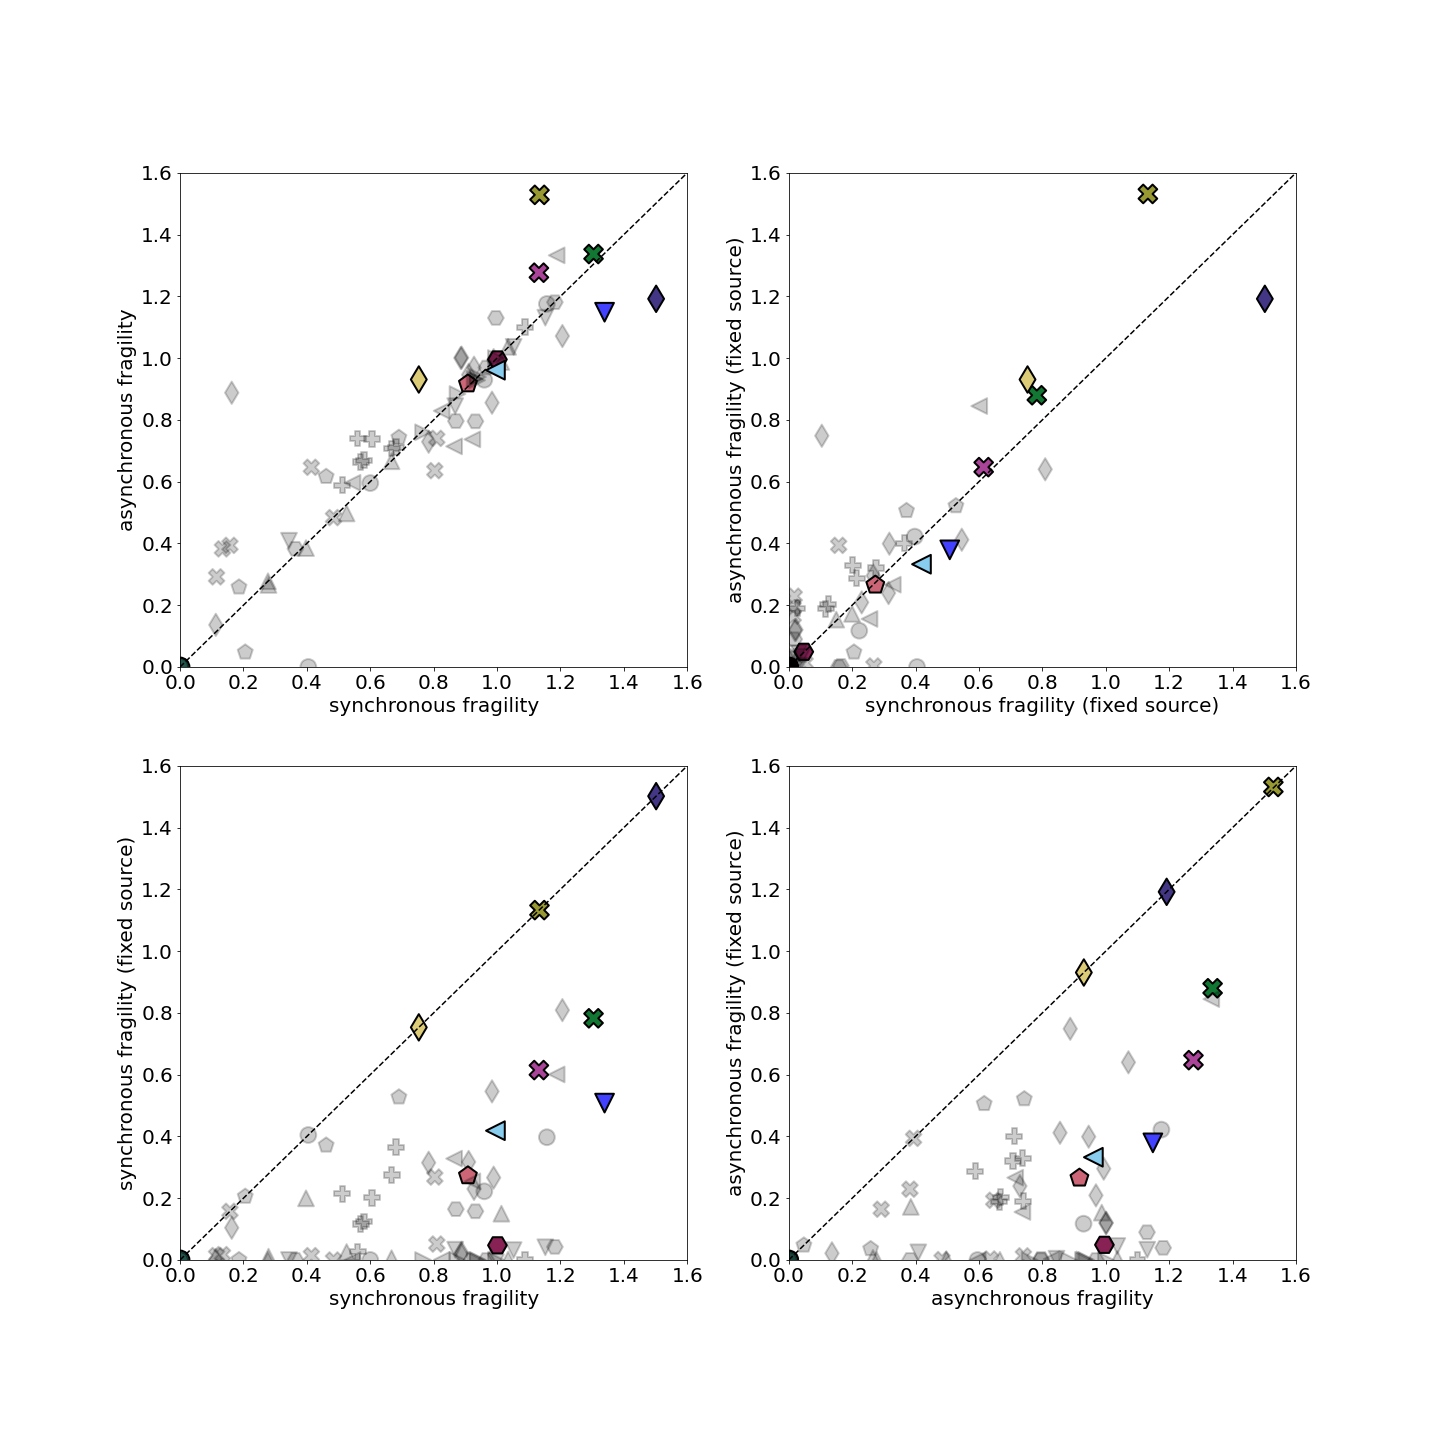 1.6 1.6
1.4 1.4
1.2 1.2
1.0 1.0
0.8 0.8
0.6 0.6
0.4 0.4
0.2 0.2
0.0 0.0
asynchronous fragility
asynchronous fragility (fixed source)
0.0 0.2 0.4 0.6 0.8 1.0 1.2 1.4 1.6 0.0 0.2 0.4 0.6 0.8 1.0 1.2 1.4 1.6
synchronous fragility synchronous fragility (fixed source)
1.6 1.6
1.4 1.4
1.2 1.2
1.0 1.0
0.8 0.8
0.6 0.6
0.4 0.4
0.2 0.2
0.0 0.0
synchronous fragility (fixed source)
asynchronous fragility (fixed source)
0.0 0.2 0.4 0.6 0.8 1.0 1.2 1.4 1.6 0.0 0.2 0.4 0.6 0.8 1.0 1.2 1.4 1.6
synchronous fragility asynchronous fragility